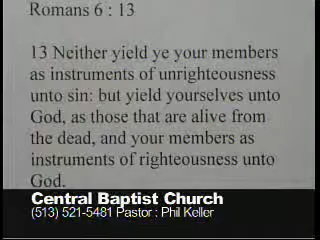 Romans 6 : 13
13 Neither yield ye your members
as instruments of unrighteousness
unto sin: but yield yourselves unto
God, as those that are alive from
the dead, and your members as
instruments of righteousness unto
God.
Central Baptist Church
(513) 521-5481 Pastor : Phil Keller